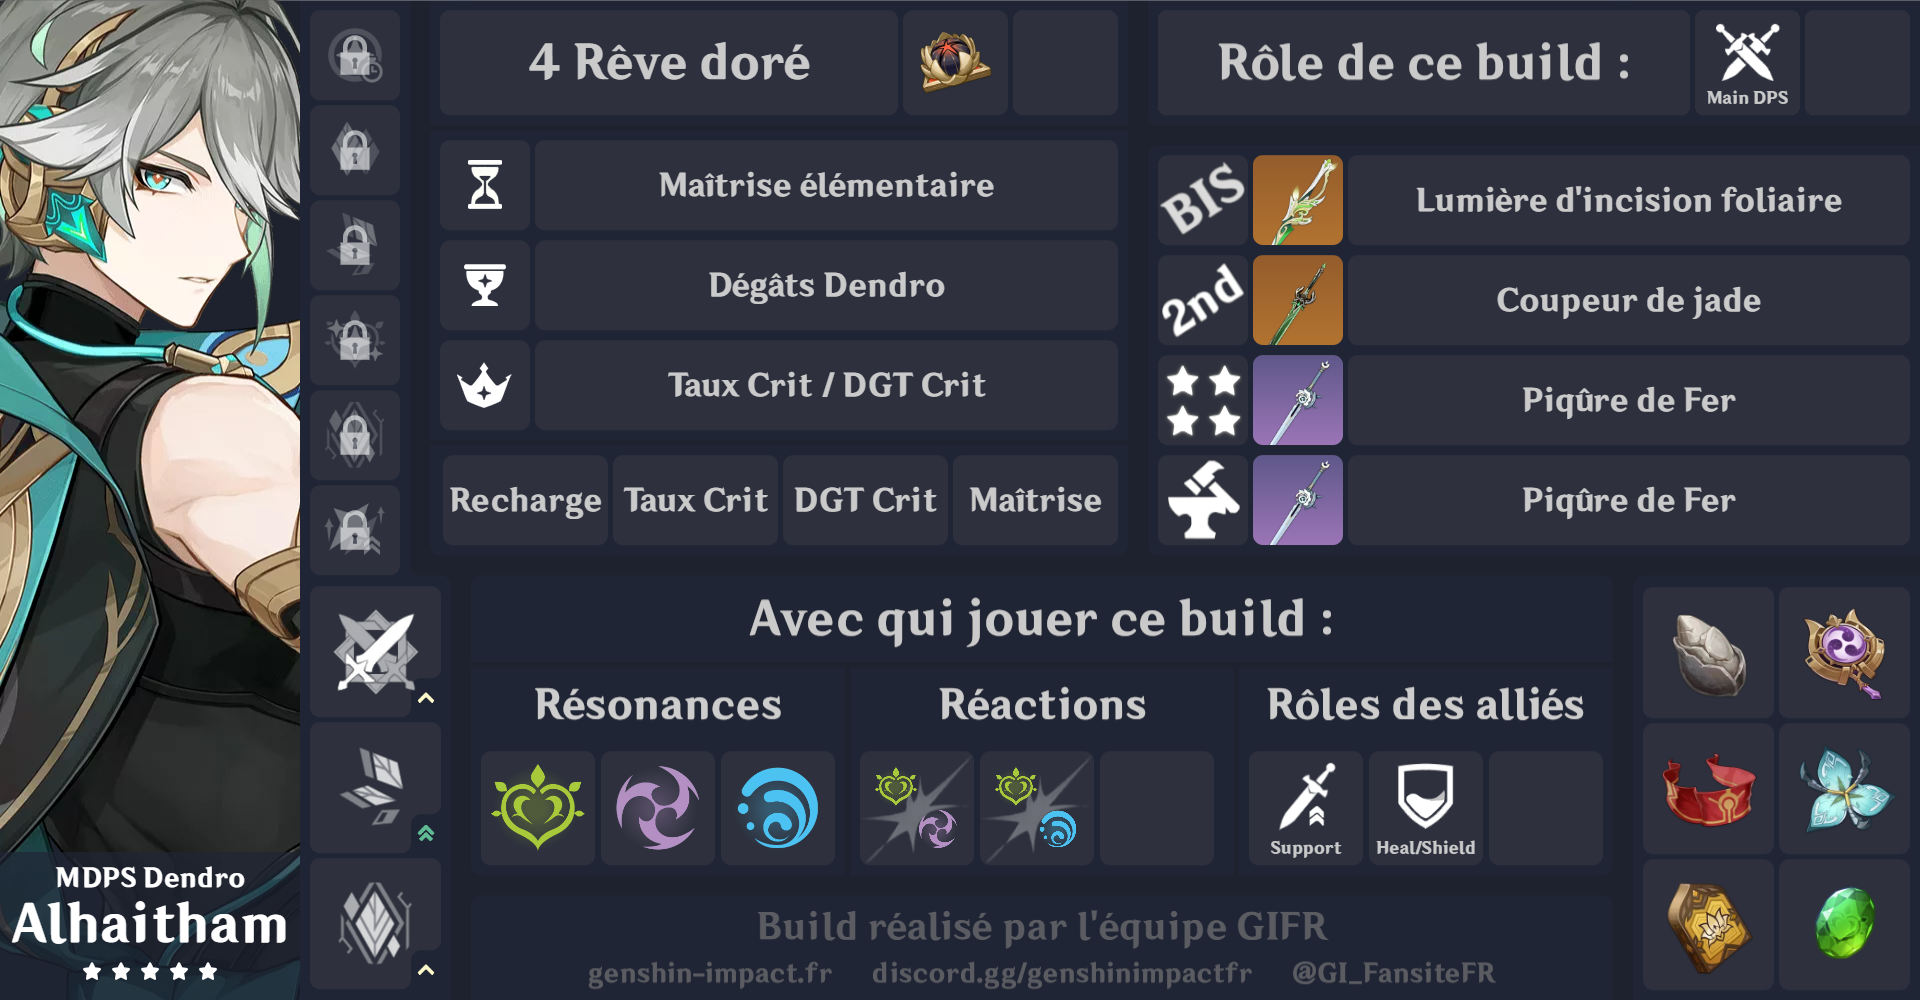 4 Rêve doré
Rôle de ce build :
Main DPS
Maîtrise élémentaire
Dégâts Dendro
Taux Crit / DGT Crit
Recharge
Taux Crit
DGT Crit
Maîtrise
BIS
Lumière d'incision foliaire
2nd
Coupeur de jade
Piqûre de Fer
Piqûre de Fer
Avec qui jouer ce build :
Résonances
Réactions
Rôles des alliés
Support
Heal/Shield
MDPS Dendro
Alhaitham
Build réalisé par l'équipe GIFR
genshin-impact.fr
discord.gg/genshinimpactfr
@GI_FansiteFR